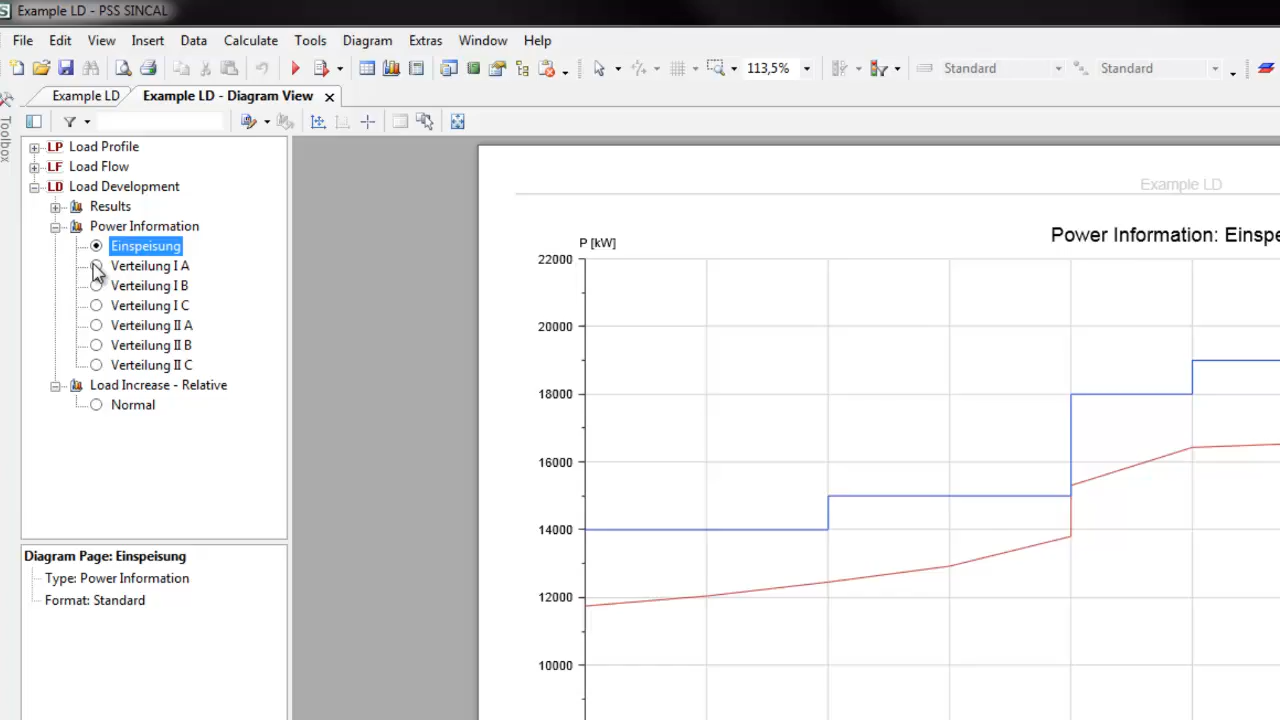 Example LD - PSS SINCAL
File Edit View Insert Data Calculate Tools Diagram Extras Window Help
113,5% Standard Standard
Example LD Example LD - Diagram View
Toolbox
LP Load Profile
LF Load Flow
LD Load Development
Results
Power Information
Einspeisung
Verteilung I A
Verteilung I B
Verteilung I C
Verteilung II A
Verteilung II B
Verteilung II C
Load Increase - Relative
Normal
Diagram Page: Einspeisung
Type: Power Information
Format: Standard
Example LD
Power Information: Einspe
P [kW]
22000
20000
18000
16000
14000
12000
10000